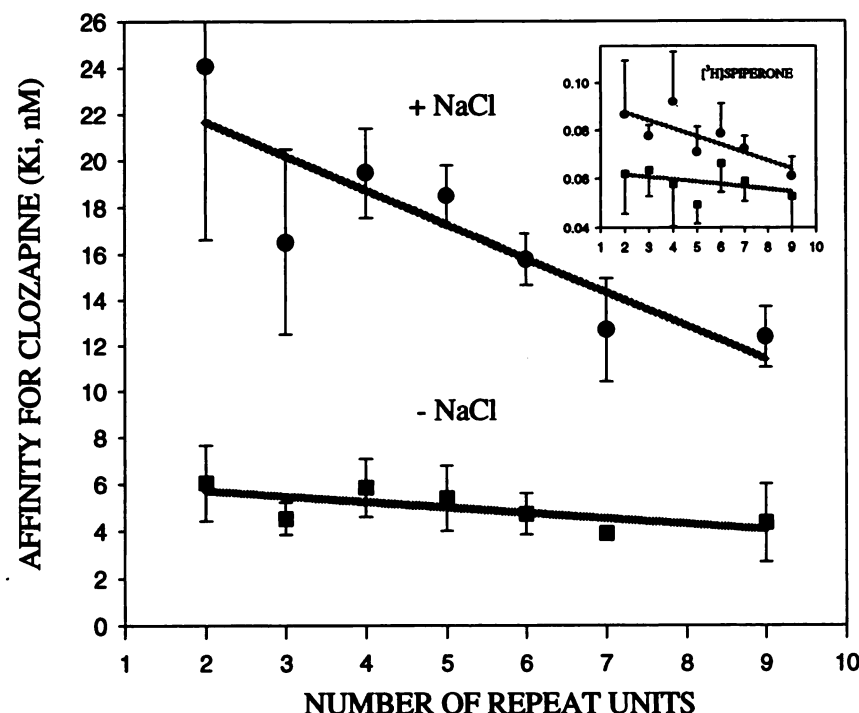 AFFINITY FOR CLOZAPINE (Ki, nM)
26
24
22
20
18
16
14
12
10
8
6
4
2
0
+ NaCl
- NaCl
[³H]SPIPERONE
0.10
0.08
0.06
0.04
1 2 3 4 5 6 7 8 9 10
1 2 3 4 5 6 7 8 9 10
NUMBER OF REPEAT UNITS